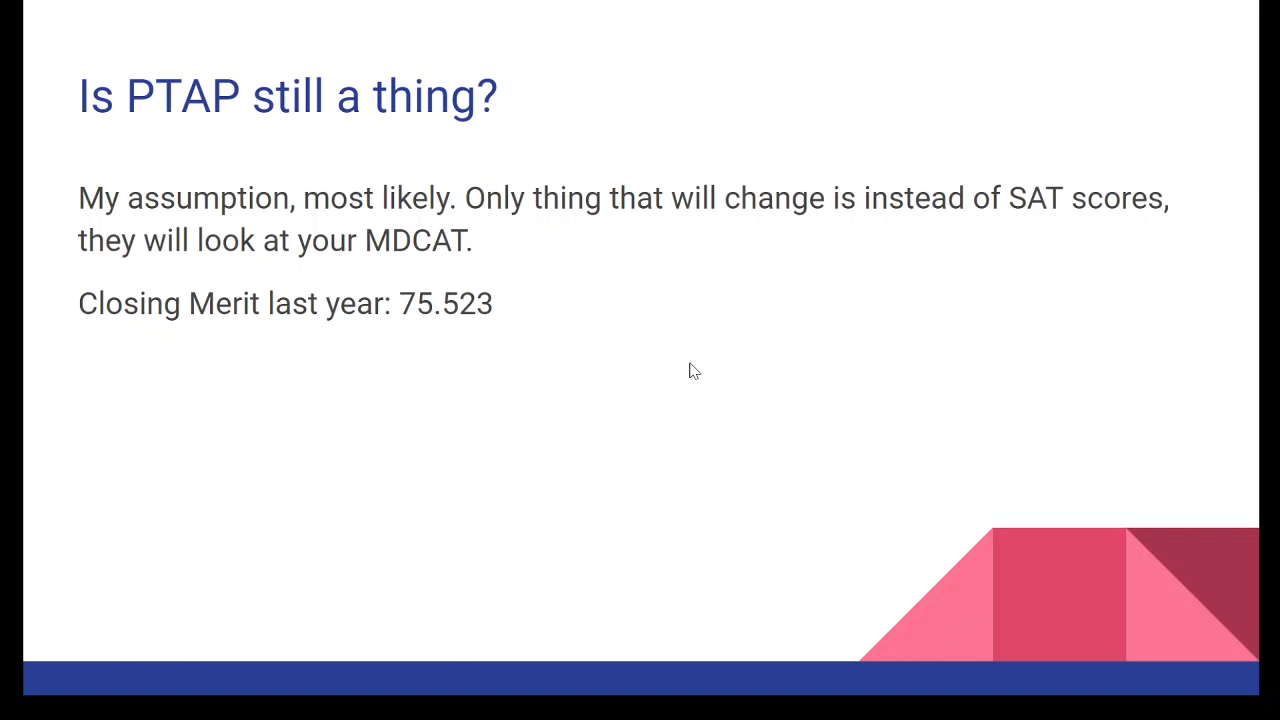 Is PTAP still a thing?
My assumption, most likely. Only thing that will change is instead of SAT scores,
they will look at your MDCAT.
Closing Merit last year: 75.523